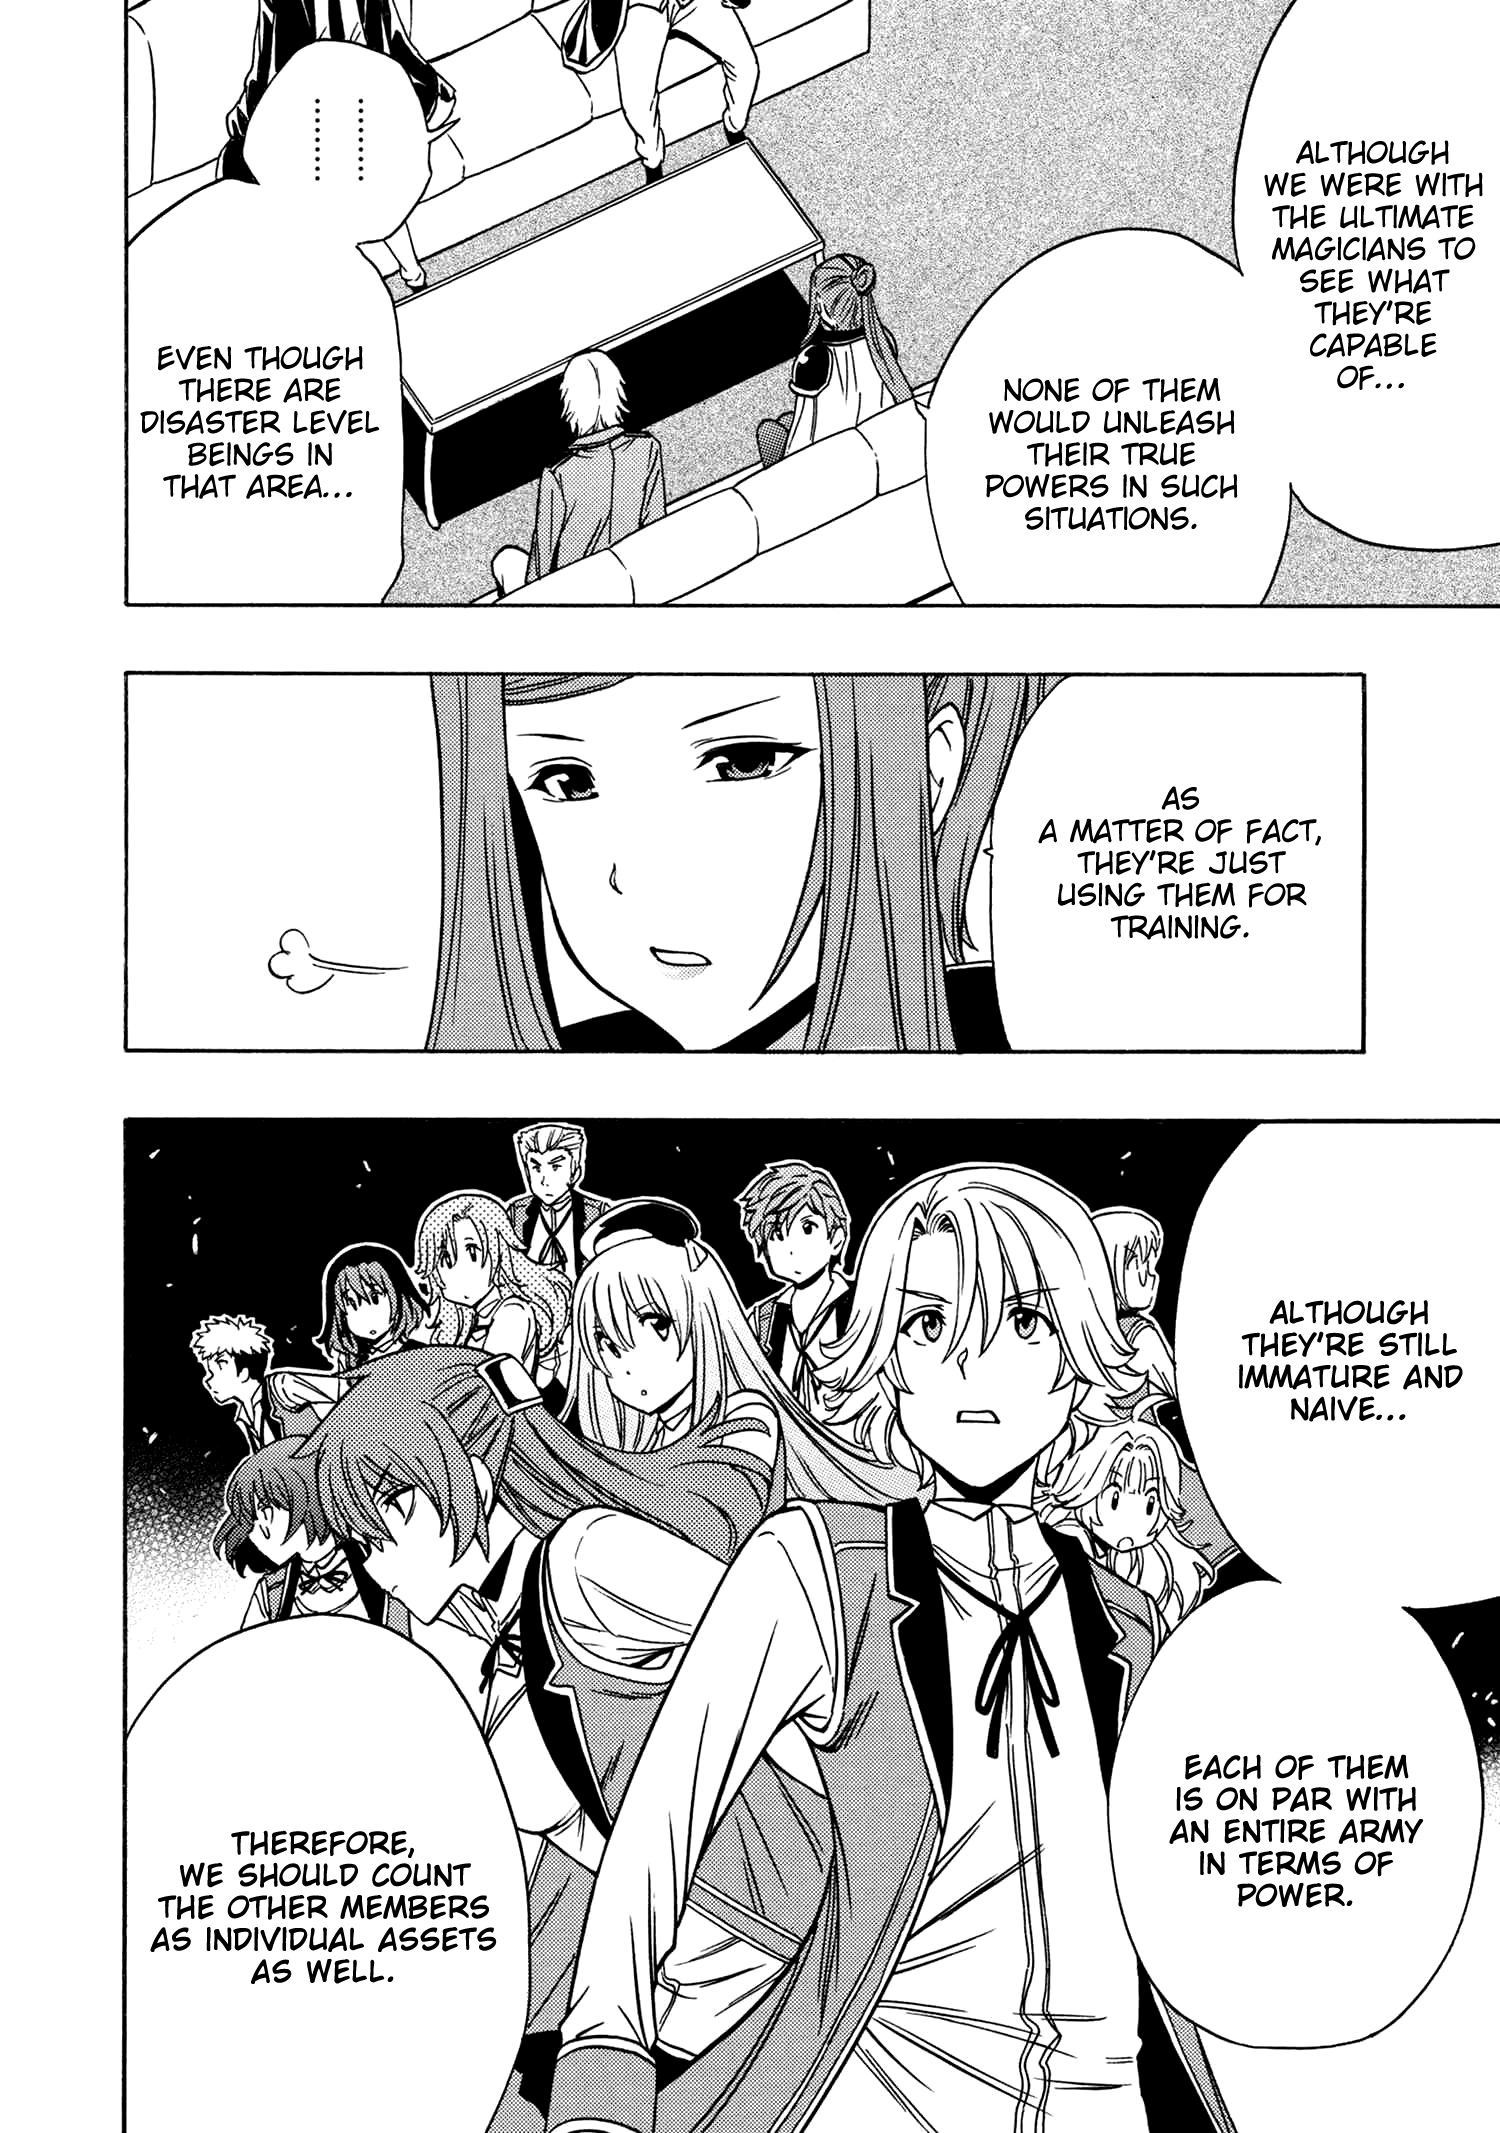 ALTHOUGH
WE WERE WITH
THE ULTIMATE
MAGICIANS TO
SEE WHAT
THEY'RE
CAPABLE
OF...
NONE OF THEM
WOULD UNLEASH
THEIR TRUE
POWERS IN SUCH
SITUATIONS.
......
......
EVEN THOUGH
THERE ARE
DISASTER LEVEL
BEINGS IN
THAT AREA...
AS
A MATTER OF FACT,
THEY'RE JUST
USING THEM FOR
TRAINING.
ALTHOUGH
THEY'RE STILL
IMMATURE AND
NAIVE...
EACH OF THEM
IS ON PAR WITH
AN ENTIRE ARMY
IN TERMS OF
POWER.
THEREFORE,
WE SHOULD COUNT
THE OTHER MEMBERS
AS INDIVIDUAL ASSETS
AS WELL.